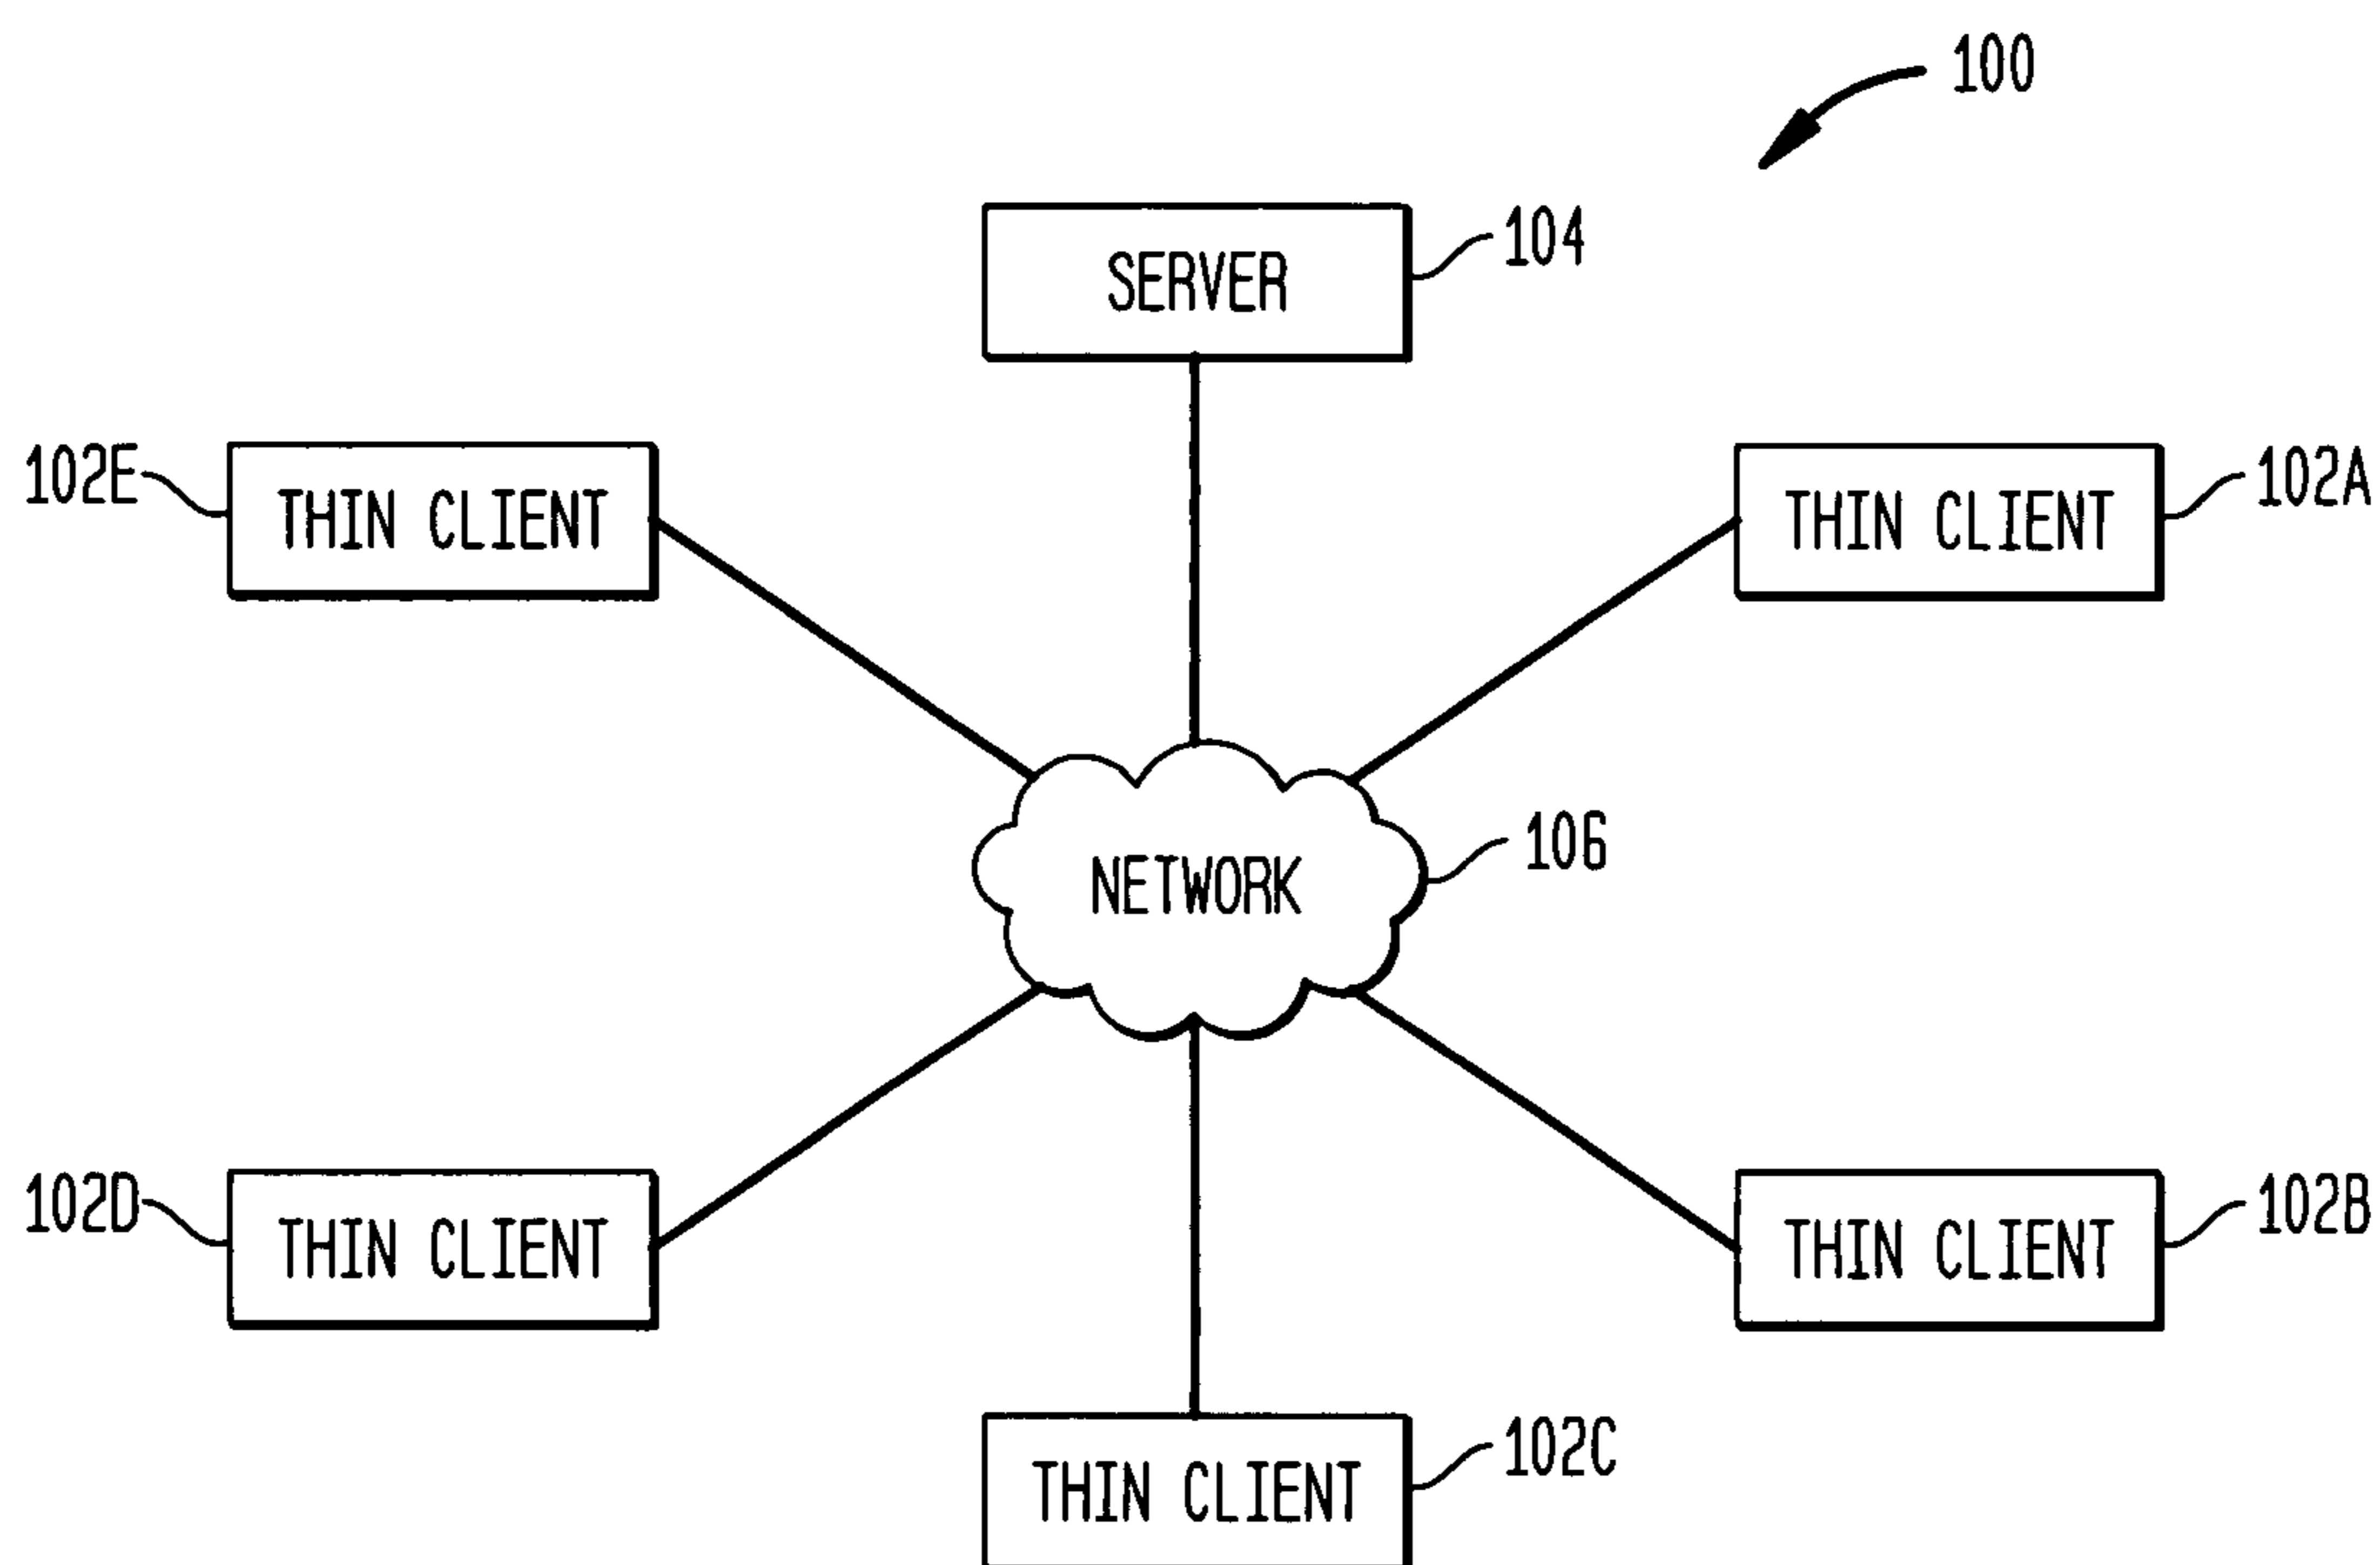 100
SERVER
104
102E
THIN CLIENT
THIN CLIENT
102A
NETWORK
106
102D
THIN CLIENT
THIN CLIENT
102B
THIN CLIENT
102C